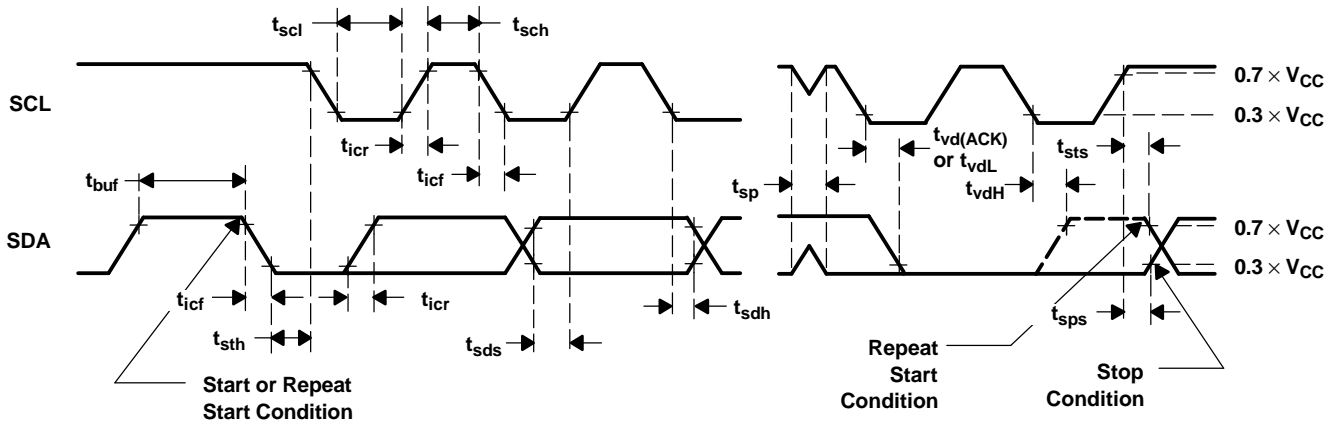 tscl
tsch
SCL
0.7 × VCC
0.3 × VCC
ticr
ticf
tvd(ACK)
or tvdL
tsts
tbuf
tsp
tvdH
SDA
0.7 × VCC
0.3 × VCC
ticf
ticr
tsdh
tsps
tsth
tsds
Start or Repeat
Start Condition
Repeat
Start
Condition
Stop
Condition